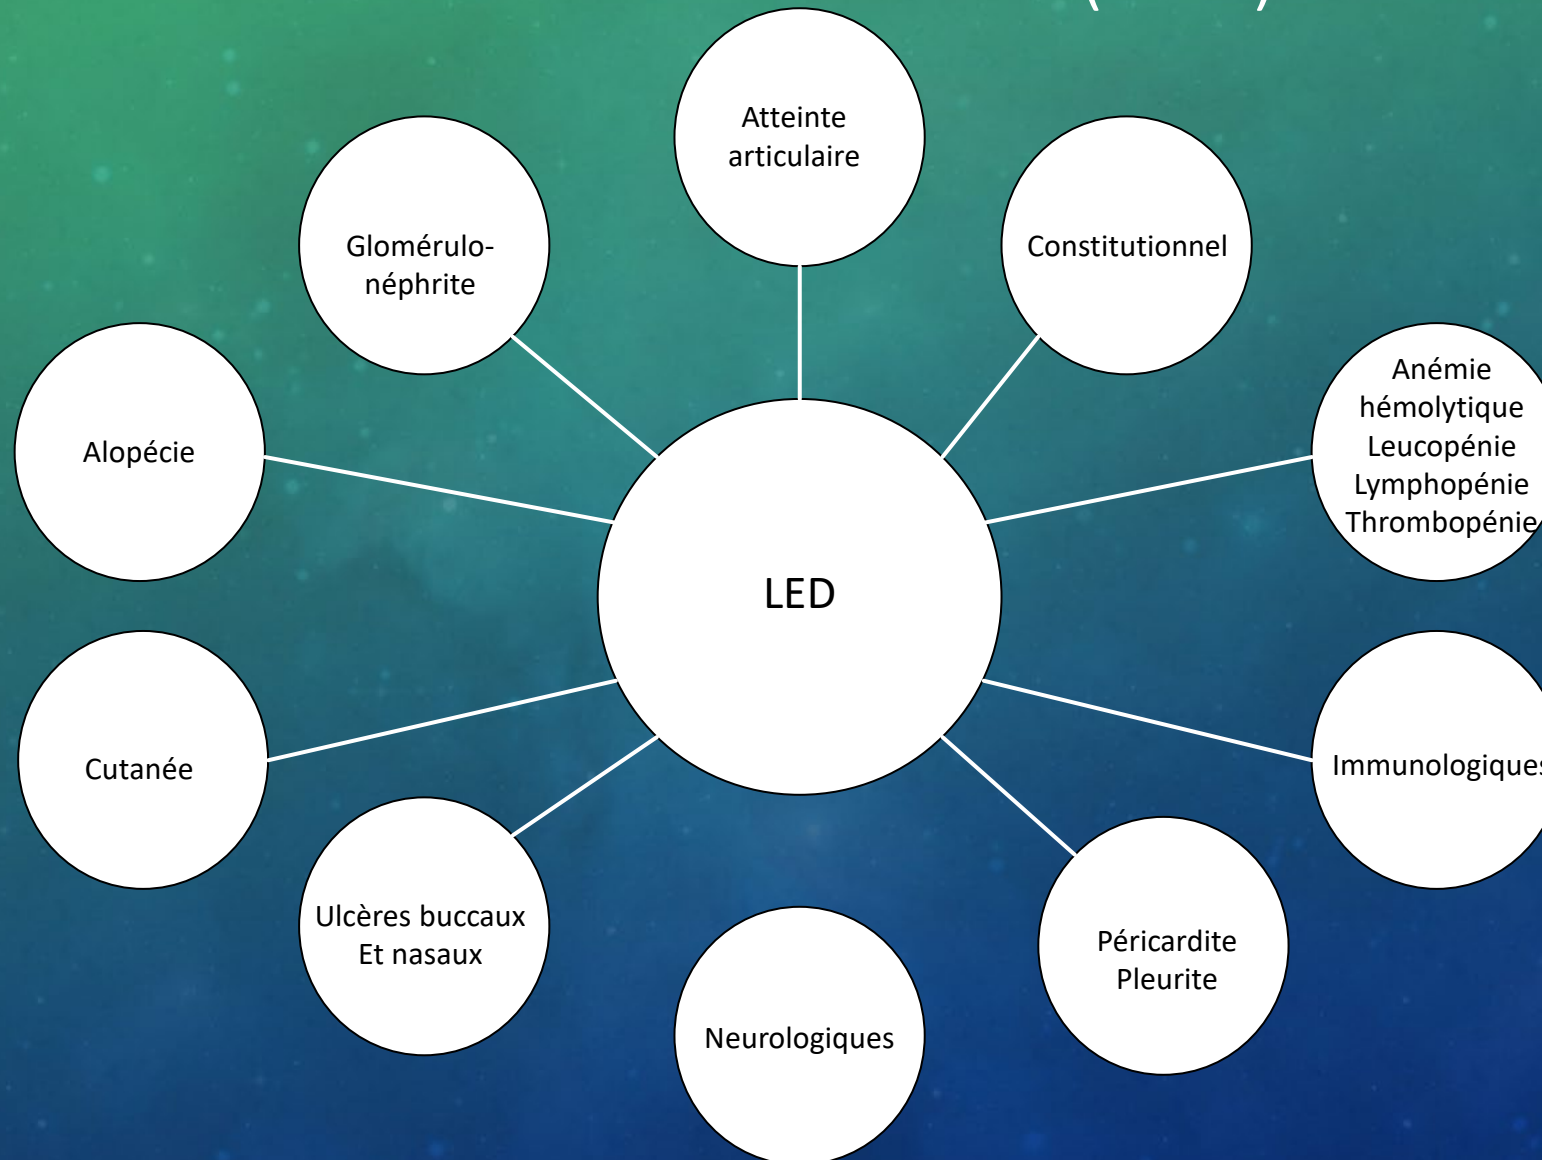 Atteinte
articulaire
Glomérulo-
néphrite
Constitutionnel
Alopécie
Anémie
hémolytique
Leucopénie
Lymphopénie
Thrombopénie
LED
Cutanée
Immunologiques
Ulcères buccaux
Et nasaux
Péricardite
Pleurite
Neurologiques